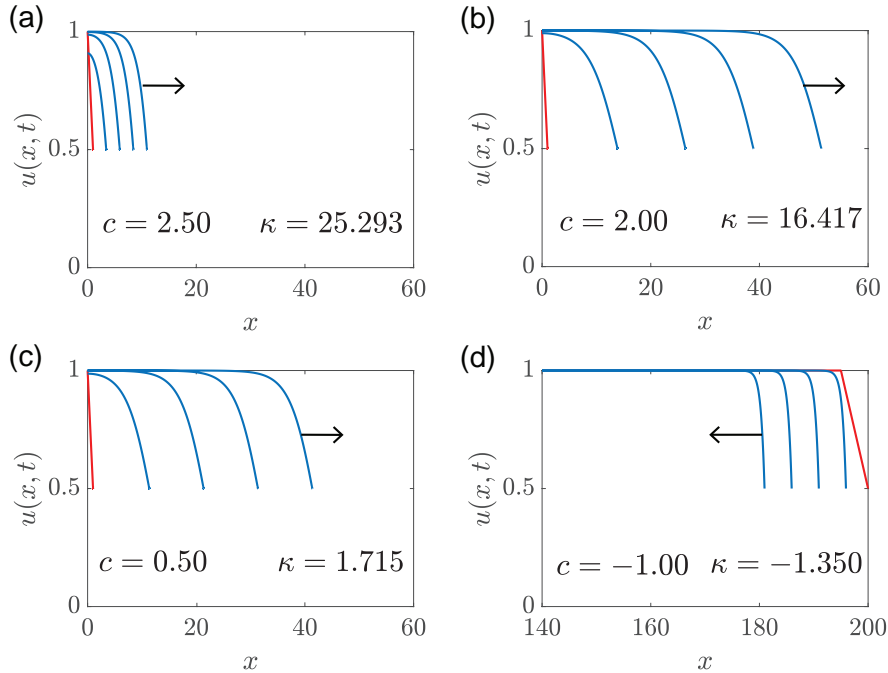 (a)
1
0.5
0
u(x, t)
c = 2.50 κ = 25.293
0 20 40 60
x
(b)
1
0.5
0
u(x, t)
c = 2.00 κ = 16.417
0 20 40 60
x
(c)
1
0.5
0
u(x, t)
c = 0.50 κ = 1.715
0 20 40 60
x
(d)
1
0.5
0
u(x, t)
c = −1.00 κ = −1.350
140 160 180 200
x